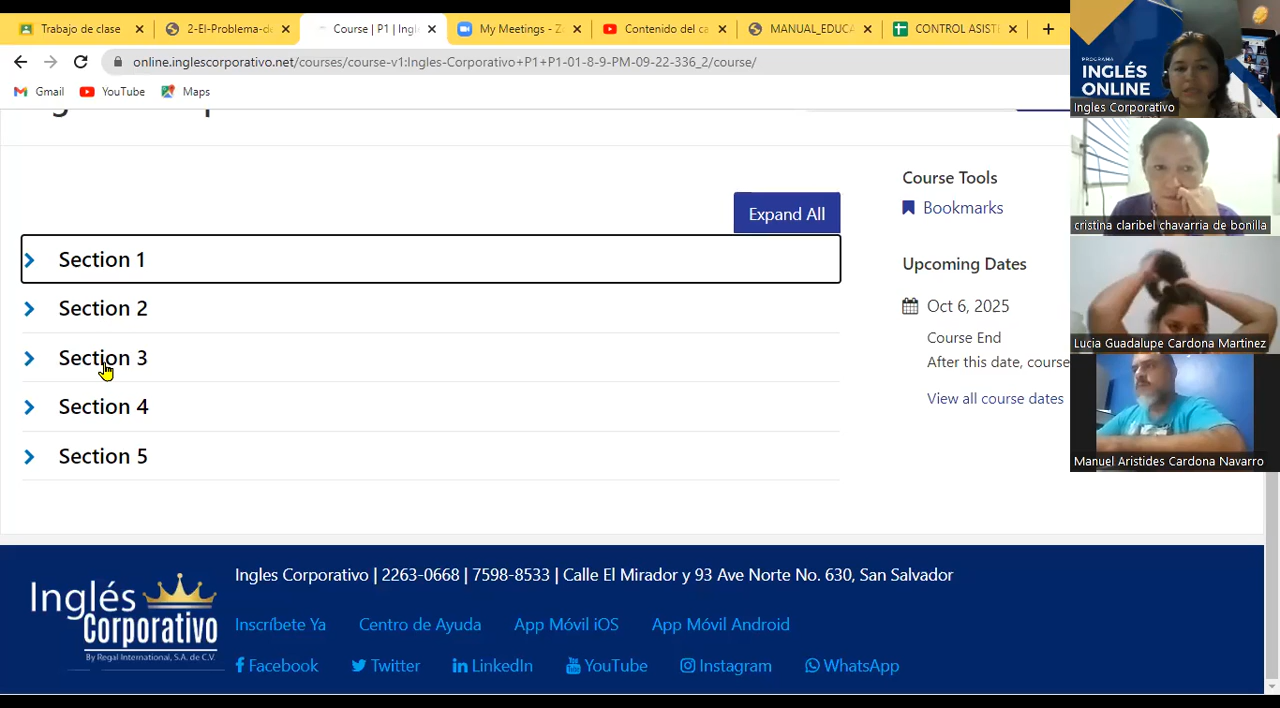 Trabajo de clase
2-El-Problema-d
Course | P1 | Ingl
My Meetings - Z
Contenido del ca
MANUAL_EDUCA
CONTROL ASIST
online.inglescorporativo.net/courses/course-v1:Ingles-Corporativo+P1+P1-01-8-9-PM-09-22-336_2/course/
Gmail
YouTube
Maps
Expand All
Section 1
Section 2
Section 3
Section 4
Section 5
Course Tools
Bookmarks
Upcoming Dates
Oct 6, 2025
Course End
After this date, course
View all course dates
PROGRAMA
INGLÉS
ONLINE
Ingles Corporativo
cristina claribel chavarria de bonilla
Lucia Guadalupe Cardona Martinez
Manuel Aristides Cardona Navarro
Inglés
Corporativo
By Regal International, S.A. de C.V.
Ingles Corporativo | 2263-0668 | 7598-8533 | Calle El Mirador y 93 Ave Norte No. 630, San Salvador
Inscríbete Ya
Centro de Ayuda
App Móvil iOS
App Móvil Android
Facebook
Twitter
LinkedIn
YouTube
Instagram
WhatsApp